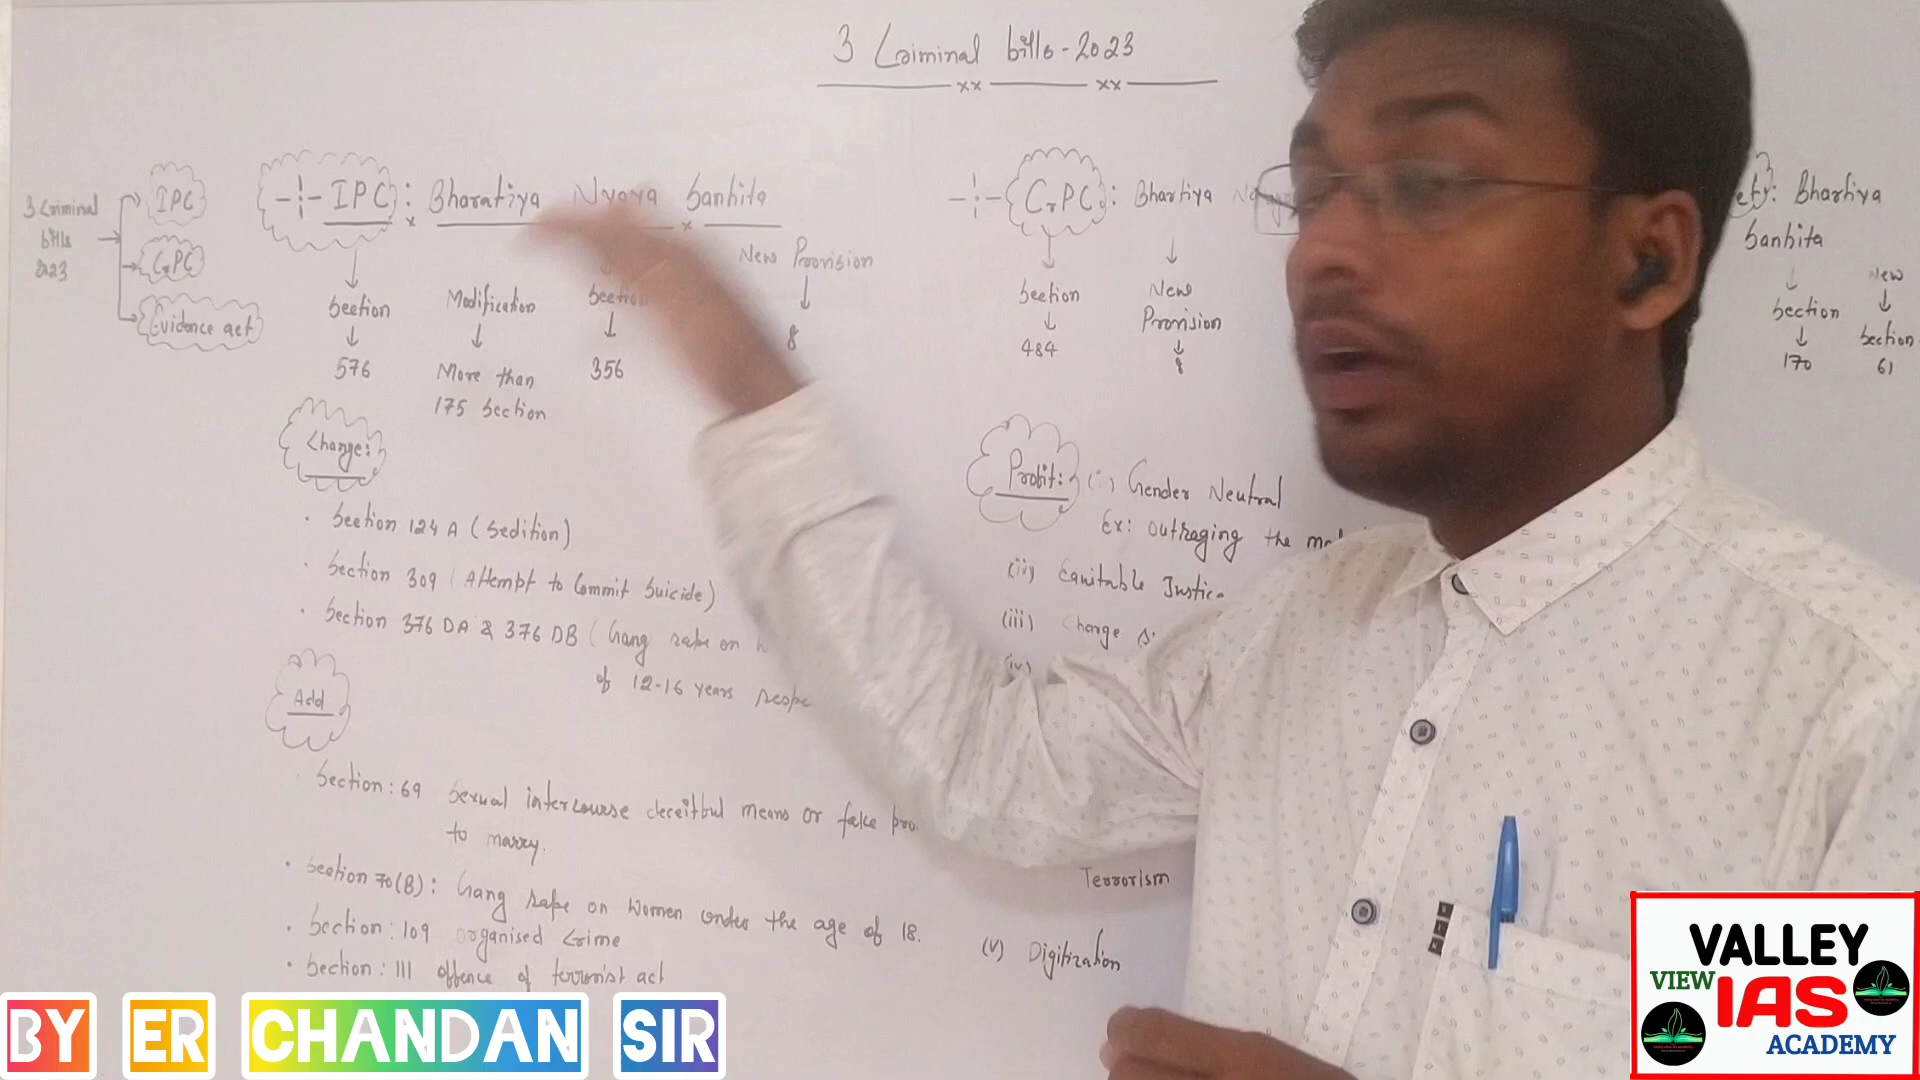 3 Criminal bills-2023
xx xx
3 Criminal
bills
2023
IPC
CrPC
Evidence act
IPC: Bharatiya Nyaya Sanhita
x x
Section
576
Modification
More than
175 Section
Section
356
New Provision
8
Change:
Section 124 A (Sedition)
Section 309 (Attempt to Commit Suicide)
Section 376 DA & 376 DB (Gang rape on
of 12-16 years
Add
Section: 69 Sexual intercourse deceitful means or fake
to marry.
Section 70(B): Gang rape on Women under the age of 18.
Section: 109 organised Crime
Section: 111 offence of terrorist act
CrPC: Bhartiya
Section
484
New
Provision
Profit: (i) Gender Neutral
Ex: Outraging the
(ii) Equitable Justice
(iii) Charge
(iv)
Terrorism
(v) Digitization
Bhartiya
Sanhita
Section
170
New
Section
61
BY ER CHANDAN SIR
VALLEY
VIEW IAS
ACADEMY